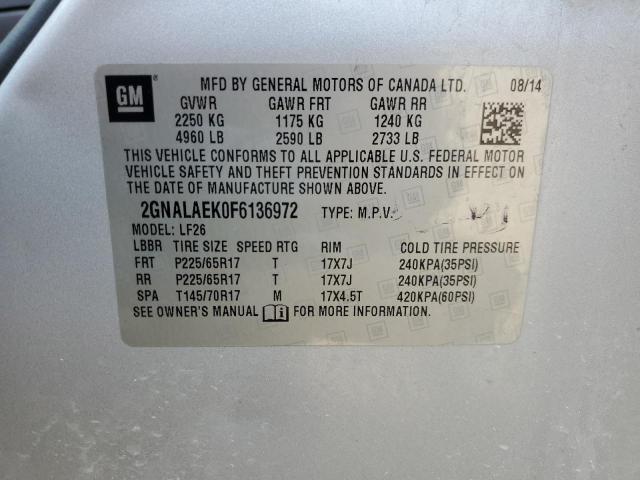 GM ® MFD BY GENERAL MOTORS OF CANADA LTD. 08/14
GVWR GAWR FRT GAWR RR
2250 KG 1175 KG 1240 KG
4960 LB 2590 LB 2733 LB
THIS VEHICLE CONFORMS TO ALL APPLICABLE U.S. FEDERAL MOTOR
VEHICLE SAFETY AND THEFT PREVENTION STANDARDS IN EFFECT ON
THE DATE OF MANUFACTURE SHOWN ABOVE.
2GNALAEK0F6136972 TYPE: M.P.V.
MODEL: LF26
LBBR TIRE SIZE SPEED RTG RIM COLD TIRE PRESSURE
FRT P225/65R17 T 17X7J 240KPA(35PSI)
RR P225/65R17 T 17X7J 240KPA(35PSI)
SPA T145/70R17 M 17X4.5T 420KPA(60PSI)
SEE OWNER'S MANUAL FOR MORE INFORMATION.